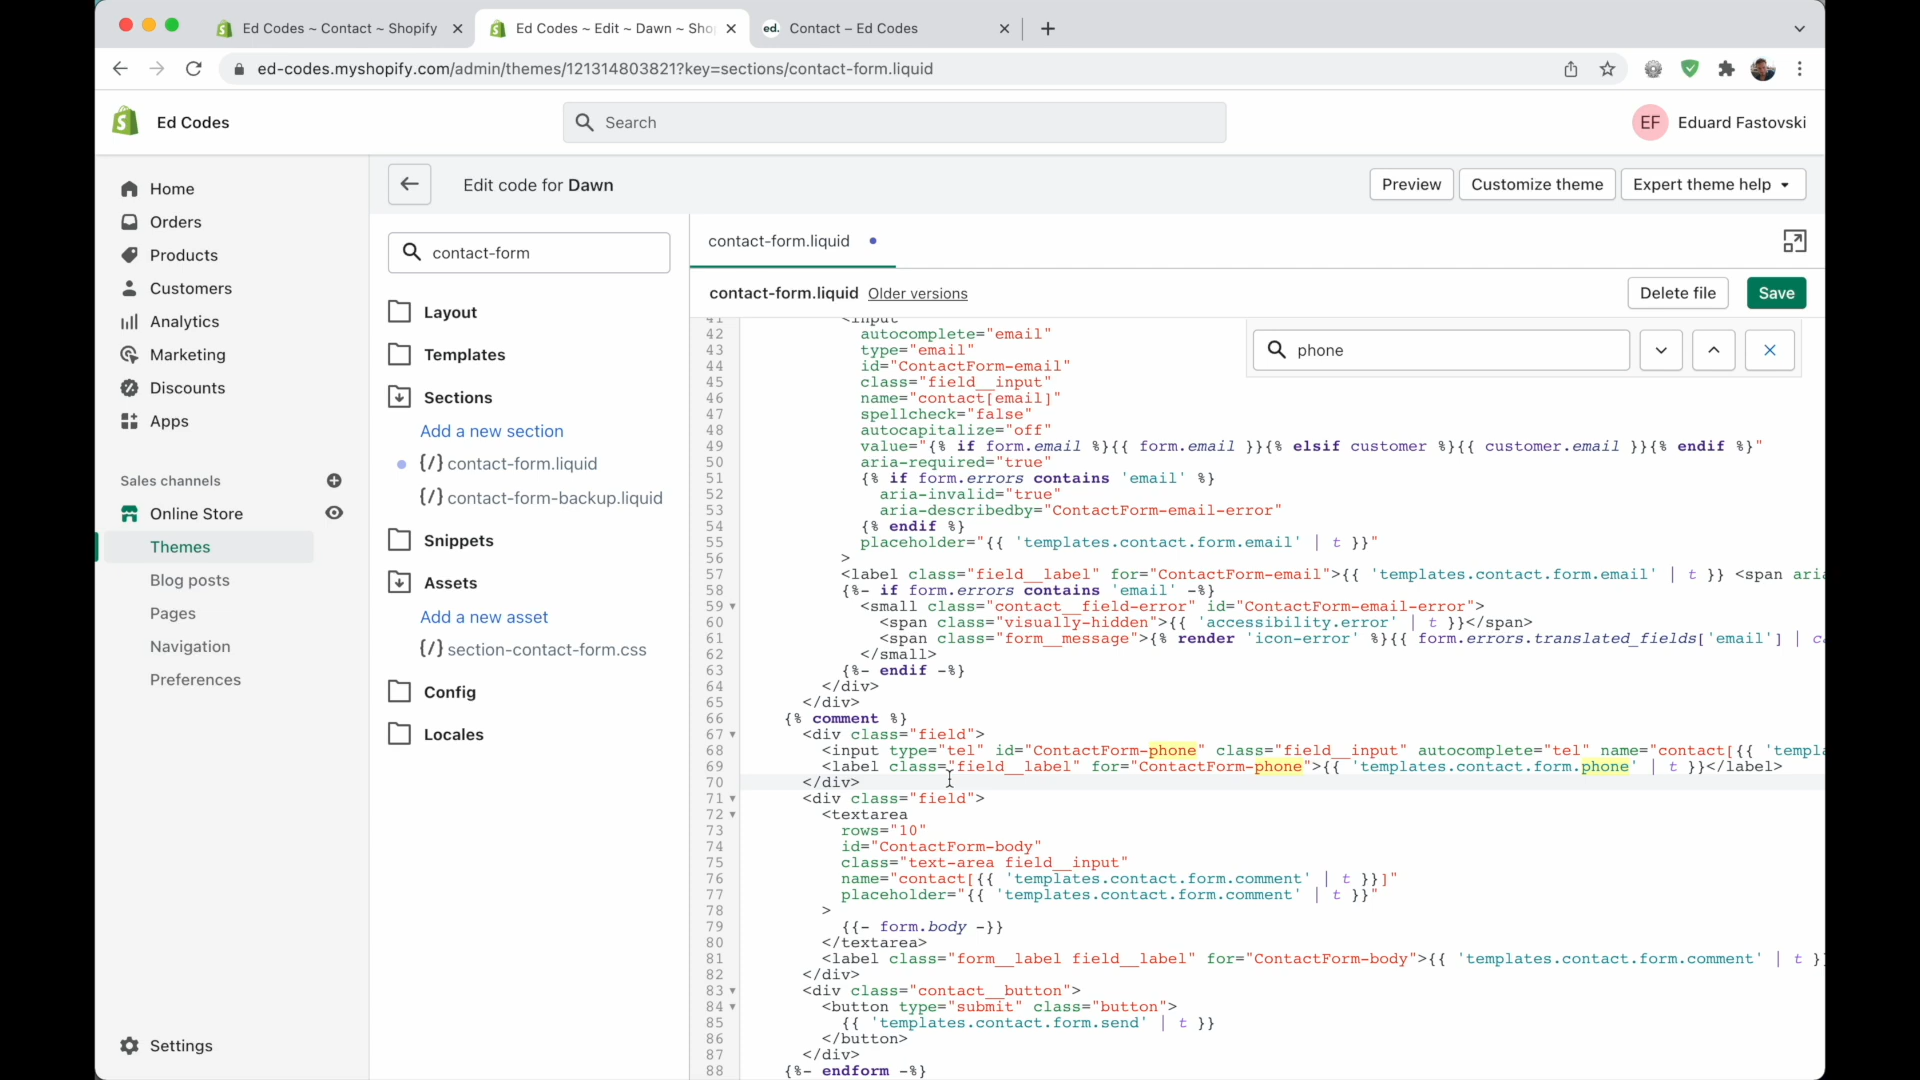 Ed Codes ~ Contact ~ Shopify
Ed Codes ~ Edit ~ Dawn ~ Sho
ed. Contact – Ed Codes
ed-codes.myshopify.com/admin/themes/121314803821?key=sections/contact-form.liquid
Ed Codes
Search
EF Eduard Fastovski
Home
Orders
Products
Customers
Analytics
Marketing
Discounts
Apps
Sales channels
Online Store
Themes
Blog posts
Pages
Navigation
Preferences
Settings
Edit code for Dawn
Preview
Customize theme
Expert theme help
contact-form
Layout
Templates
Sections
Add a new section
{/} contact-form.liquid
{/} contact-form-backup.liquid
Snippets
Assets
Add a new asset
{/} section-contact-form.css
Config
Locales
contact-form.liquid
contact-form.liquid Older versions
Delete file
Save
phone
41 <input
42 autocomplete="email"
43 type="email"
44 id="ContactForm-email"
45 class="field__input"
46 name="contact[email]"
47 spellcheck="false"
48 autocapitalize="off"
49 value="{% if form.email %}{{ form.email }}{% elsif customer %}{{ customer.email }}{% endif %}"
50 aria-required="true"
51 {% if form.errors contains 'email' %}
52 aria-invalid="true"
53 aria-describedby="ContactForm-email-error"
54 {% endif %}
55 placeholder="{{ 'templates.contact.form.email' | t }}"
56 >
57 <label class="field__label" for="ContactForm-email">{{ 'templates.contact.form.email' | t }} <span aria
58 {%- if form.errors contains 'email' -%}
59 <small class="contact__field-error" id="ContactForm-email-error">
60 <span class="visually-hidden">{{ 'accessibility.error' | t }}</span>
61 <span class="form__message">{% render 'icon-error' %}{{ form.errors.translated_fields['email'] | c
62 </small>
63 {%- endif -%}
64 </div>
65 </div>
66 {% comment %}
67 <div class="field">
68 <input type="tel" id="ContactForm-phone" class="field__input" autocomplete="tel" name="contact[{{ 'templa
69 <label class="field__label" for="ContactForm-phone">{{ 'templates.contact.form.phone' | t }}</label>
70 </div>
71 <div class="field">
72 <textarea
73 rows="10"
74 id="ContactForm-body"
75 class="text-area field__input"
76 name="contact[{{ 'templates.contact.form.comment' | t }}]"
77 placeholder="{{ 'templates.contact.form.comment' | t }}"
78 >
79 {{- form.body -}}
80 </textarea>
81 <label class="form__label field__label" for="ContactForm-body">{{ 'templates.contact.form.comment' | t }
82 </div>
83 <div class="contact__button">
84 <button type="submit" class="button">
85 {{ 'templates.contact.form.send' | t }}
86 </button>
87 </div>
88 {%- endform -%}